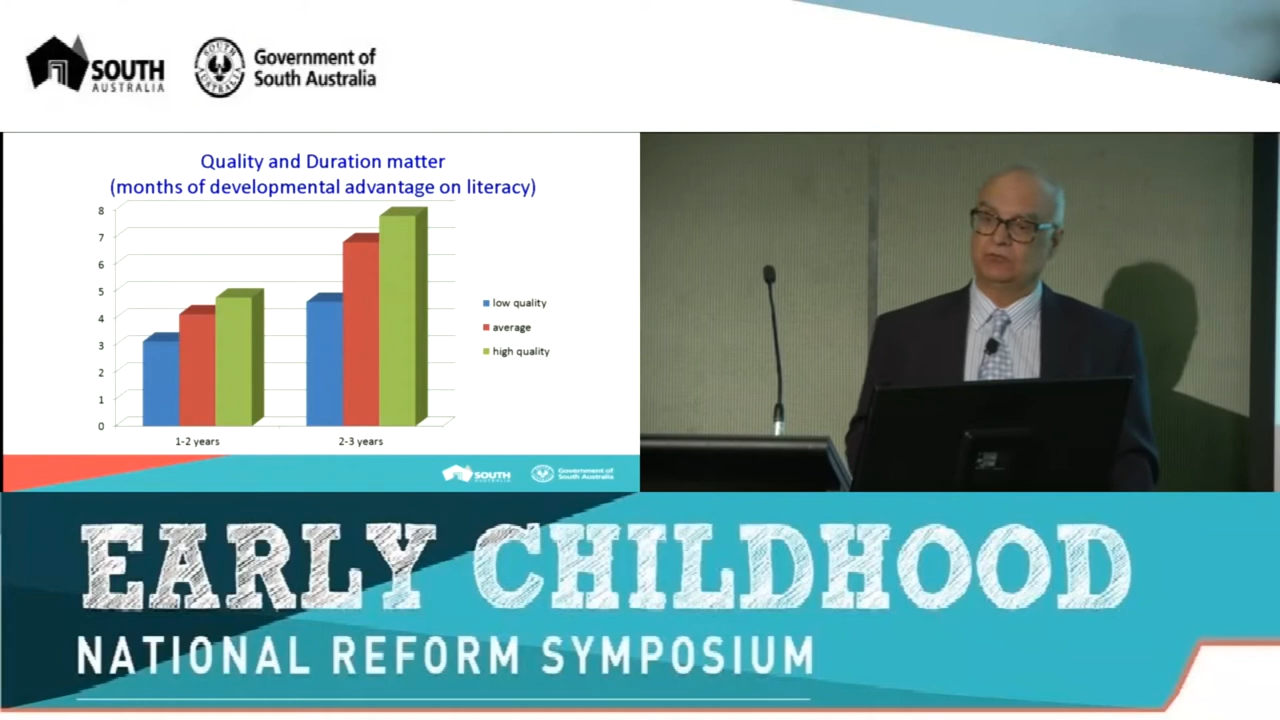 SOUTH
AUSTRALIA
Government of
South Australia
Quality and Duration matter
(months of developmental advantage on literacy)
8
7
6
5
4
3
2
1
0
low quality
average
high quality
1-2 years
2-3 years
SOUTH
AUSTRALIA
Government of
South Australia
EARLY CHILDHOOD
NATIONAL REFORM SYMPOSIUM